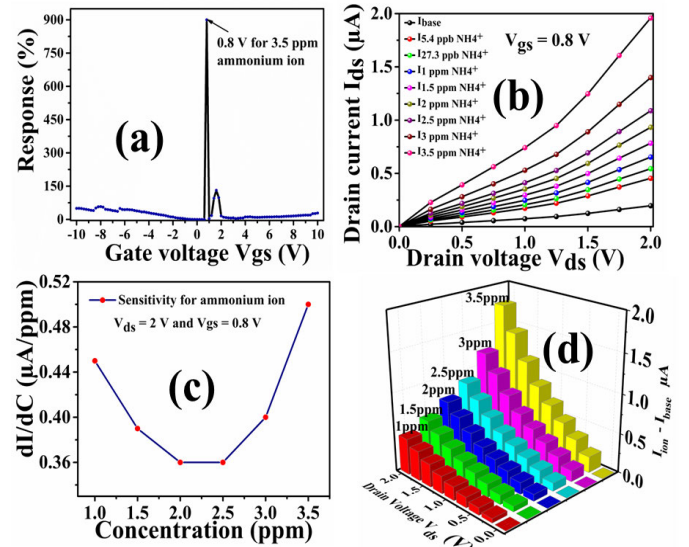 Response (%)
900
750
600
450
300
150
0
0.8 V for 3.5 ppm
ammonium ion
(a)
-10 -8 -6 -4 -2 0 2 4 6 8 10
Gate voltage Vgs (V)
Drain current Ids (μA)
2.0
1.5
1.0
0.5
0.0
Ibase
I5.4 ppb NH4+
I27.3 ppb NH4+
I1 ppm NH4+
I1.5 ppm NH4+
I2 ppm NH4+
I2.5 ppm NH4+
I3 ppm NH4+
I3.5 ppm NH4+
Vgs = 0.8 V
(b)
0.0 0.5 1.0 1.5 2.0
Drain voltage Vds (V)
dI/dC (μA/ppm)
0.52
0.48
0.44
0.40
0.36
Sensitivity for ammonium ion
Vds = 2 V and Vgs = 0.8 V
(c)
1.0 1.5 2.0 2.5 3.0 3.5
Concentration (ppm)
3.5ppm
3ppm
2.5ppm
2ppm
1.5ppm
1ppm
(d)
2.0
1.5
1.0
0.5
0.0
Iion - Ibase μA
2.0 1.5 1.0 0.5 0.0
Drain Voltage Vds (V)